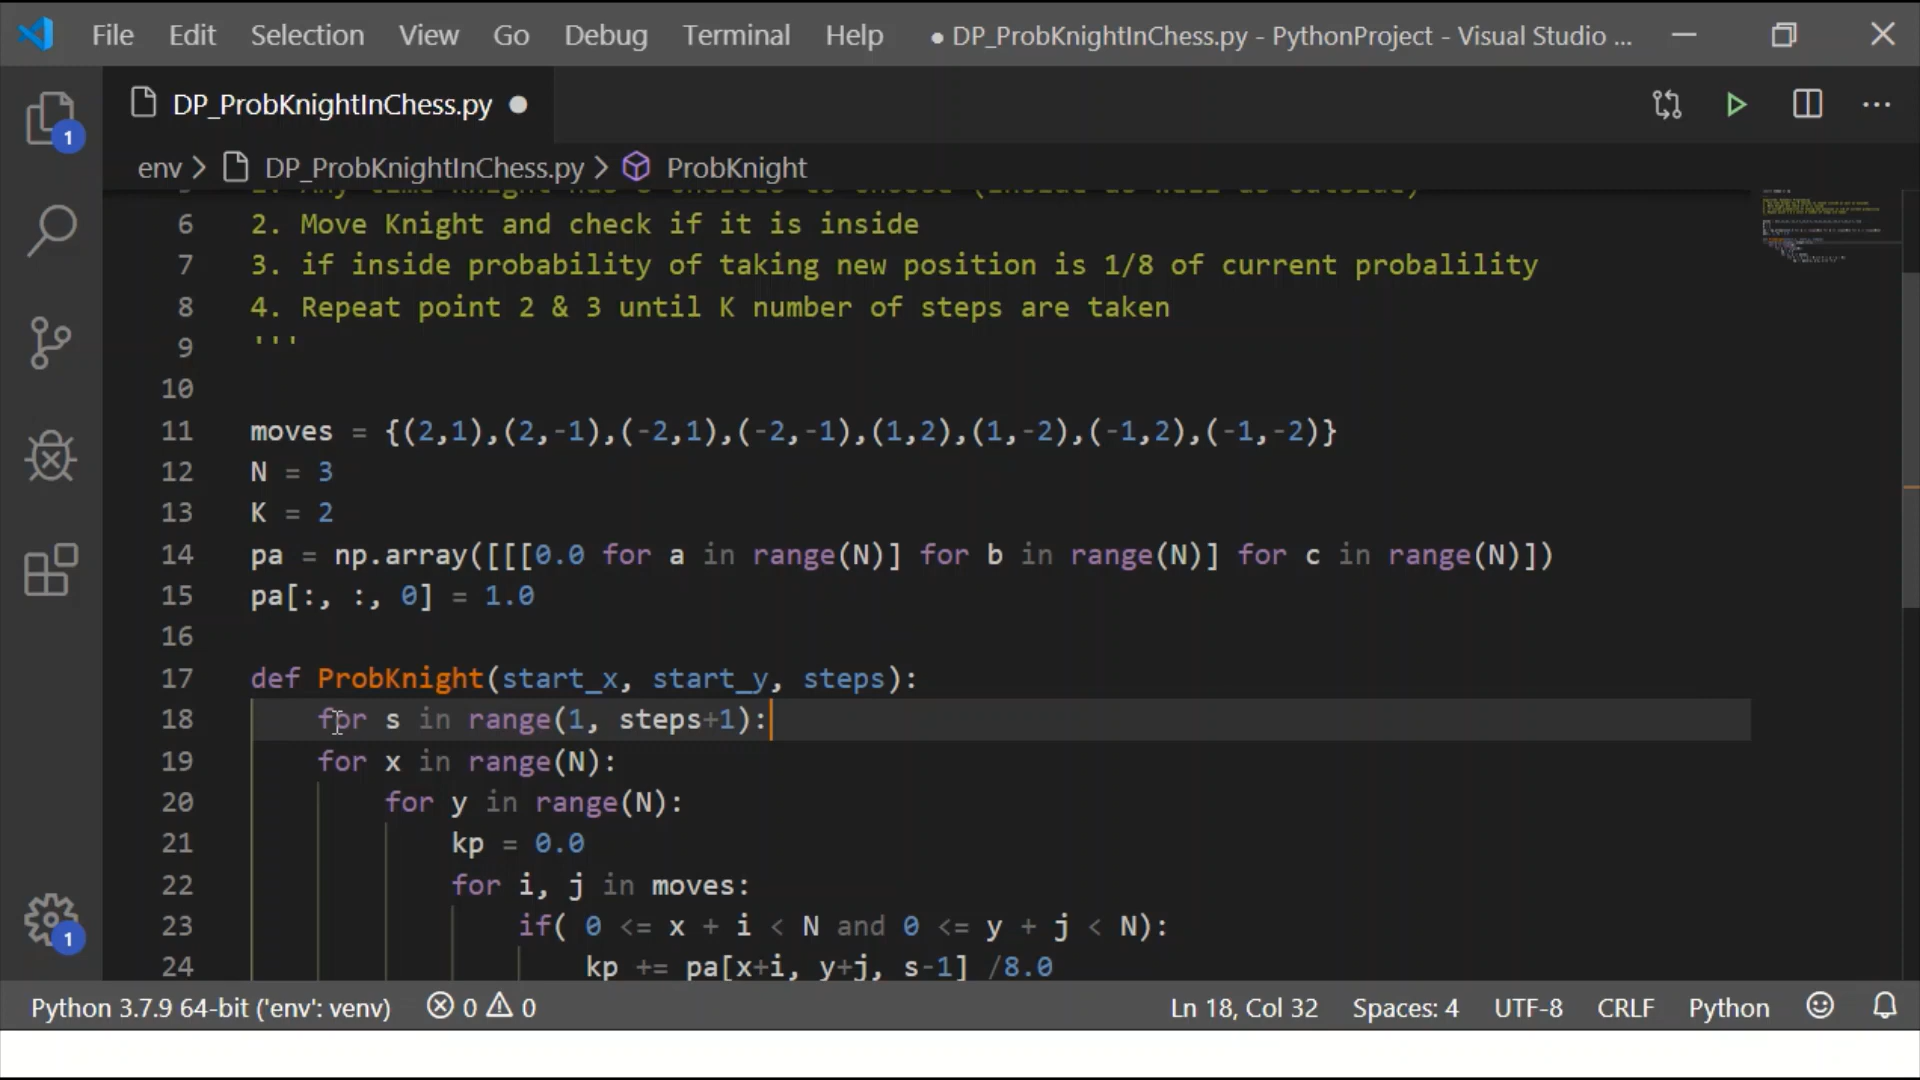 File Edit Selection View Go Debug Terminal Help ● DP_ProbKnightInChess.py - PythonProject - Visual Studio ...
DP_ProbKnightInChess.py
env > DP_ProbKnightInChess.py > ProbKnight
6 2. Move Knight and check if it is inside
7 3. if inside probability of taking new position is 1/8 of current probalility
8 4. Repeat point 2 & 3 until K number of steps are taken
9 '''
10
11 moves = {(2,1),(2,-1),(-2,1),(-2,-1),(1,2),(1,-2),(-1,2),(-1,-2)}
12 N = 3
13 K = 2
14 pa = np.array([[[0.0 for a in range(N)] for b in range(N)] for c in range(N)])
15 pa[:, :, 0] = 1.0
16
17 def ProbKnight(start_x, start_y, steps):
18 for s in range(1, steps+1):
19 for x in range(N):
20 for y in range(N):
21 kp = 0.0
22 for i, j in moves:
23 if( 0 <= x + i < N and 0 <= y + j < N):
24 kp += pa[x+i, y+j, s-1] /8.0
1
1
Python 3.7.9 64-bit ('env': venv) 0 0 Ln 18, Col 32 Spaces: 4 UTF-8 CRLF Python